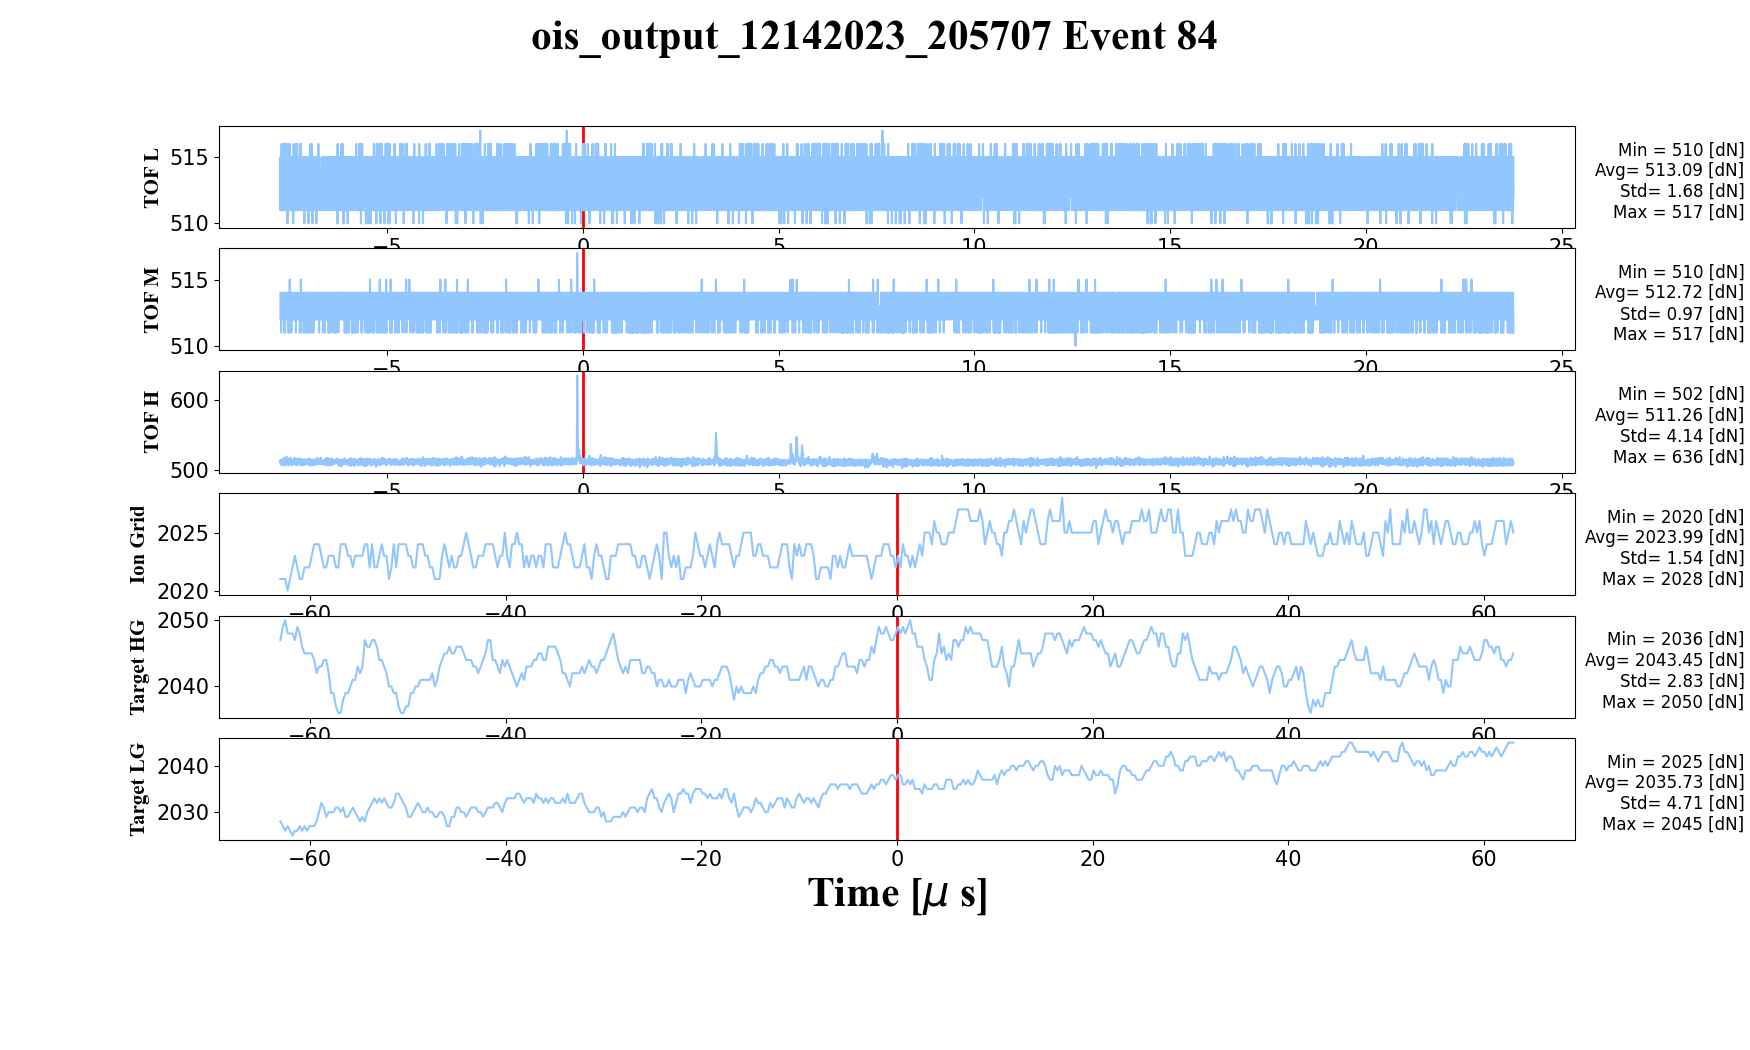 ois_output_12142023_205707 Event 84
TOF L
515
510
Min = 510 [dN]
Avg= 513.09 [dN]
Std= 1.68 [dN]
Max = 517 [dN]
−5 0 5 10 15 20 25
TOF M
515
510
Min = 510 [dN]
Avg= 512.72 [dN]
Std= 0.97 [dN]
Max = 517 [dN]
−5 0 5 10 15 20 25
TOF H
600
500
Min = 502 [dN]
Avg= 511.26 [dN]
Std= 4.14 [dN]
Max = 636 [dN]
−5 0 5 10 15 20 25
Ion Grid
2025
2020
Min = 2020 [dN]
Avg= 2023.99 [dN]
Std= 1.54 [dN]
Max = 2028 [dN]
−60 −40 −20 0 20 40 60
Target HG
2050
2040
Min = 2036 [dN]
Avg= 2043.45 [dN]
Std= 2.83 [dN]
Max = 2050 [dN]
−60 −40 −20 0 20 40 60
Target LG
2040
2030
Min = 2025 [dN]
Avg= 2035.73 [dN]
Std= 4.71 [dN]
Max = 2045 [dN]
−60 −40 −20 0 20 40 60
Time [μ s]